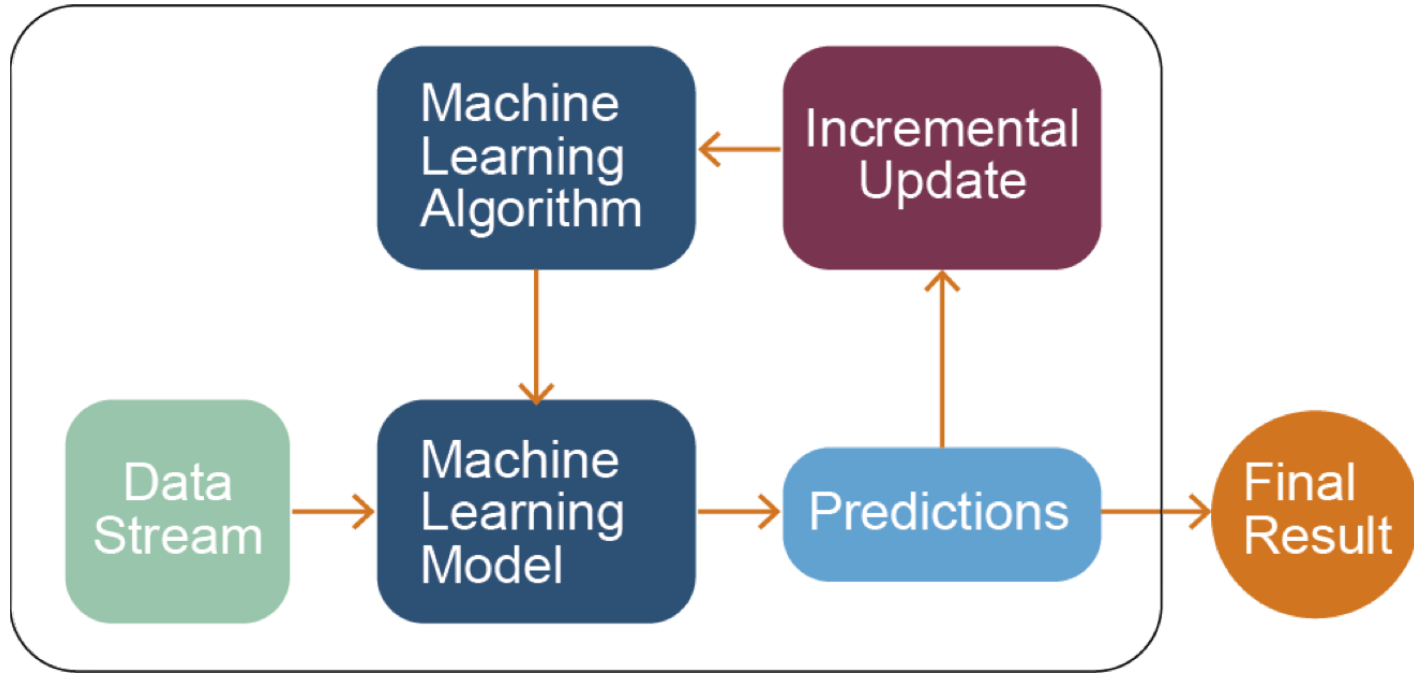 Machine
Learning
Algorithm
Incremental
Update
Data
Stream
Machine
Learning
Model
Predictions
Final
Result